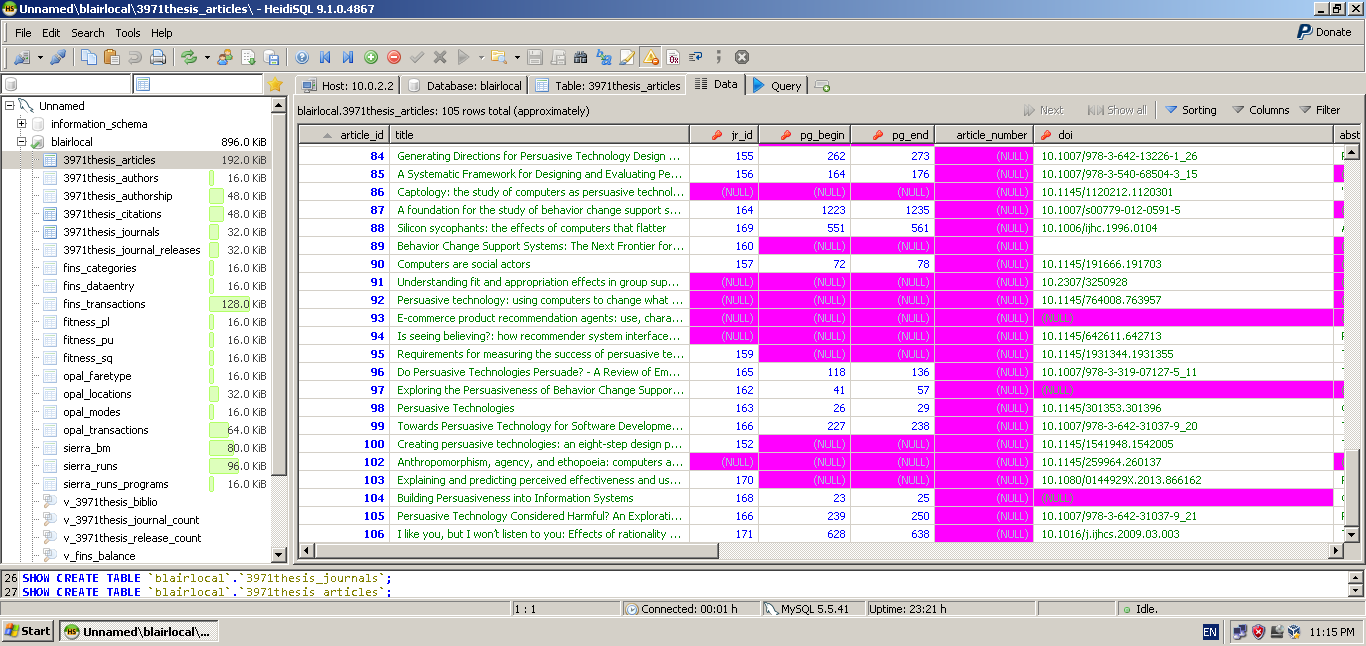 Unnamed\blairlocal\3971thesis_articles\ - HeidiSQL 9.1.0.4867
File Edit Search Tools Help Donate
Host: 10.0.2.2 Database: blairlocal Table: 3971thesis_articles Data Query
blairlocal.3971thesis_articles: 105 rows total (approximately) Next Show all Sorting Columns Filter
Unnamed
information_schema
blairlocal 896.0 KiB
3971thesis_articles 192.0 KiB
3971thesis_authors 16.0 KiB
3971thesis_authorship 48.0 KiB
3971thesis_citations 48.0 KiB
3971thesis_journals 32.0 KiB
3971thesis_journal_releases 32.0 KiB
fins_categories 16.0 KiB
fins_dataentry 16.0 KiB
fins_transactions 128.0 KiB
fitness_pl 16.0 KiB
fitness_pu 16.0 KiB
fitness_sq 16.0 KiB
opal_faretype 16.0 KiB
opal_locations 32.0 KiB
opal_modes 16.0 KiB
opal_transactions 64.0 KiB
sierra_bm 80.0 KiB
sierra_runs 96.0 KiB
sierra_runs_programs 16.0 KiB
v_3971thesis_biblio
v_3971thesis_journal_count
v_3971thesis_release_count
v_fins_balance
article_id title jr_id pg_begin pg_end article_number doi abst
84 Generating Directions for Persuasive Technology Design ... 155 262 273 (NULL) 10.1007/978-3-642-13226-1_26
85 A Systematic Framework for Designing and Evaluating Pe... 156 164 176 (NULL) 10.1007/978-3-540-68504-3_15
86 Captology: the study of computers as persuasive technol... (NULL) (NULL) (NULL) (NULL) 10.1145/1120212.1120301
87 A foundation for the study of behavior change support s... 164 1223 1235 (NULL) 10.1007/s00779-012-0591-5
88 Silicon sycophants: the effects of computers that flatter 169 551 561 (NULL) 10.1006/ijhc.1996.0104
89 Behavior Change Support Systems: The Next Frontier for... 160 (NULL) (NULL) (NULL)
90 Computers are social actors 157 72 78 (NULL) 10.1145/191666.191703
91 Understanding fit and appropriation effects in group sup... (NULL) (NULL) (NULL) (NULL) 10.2307/3250928
92 Persuasive technology: using computers to change what ... (NULL) (NULL) (NULL) (NULL) 10.1145/764008.763957
93 E-commerce product recommendation agents: use, chara... (NULL) (NULL) (NULL) (NULL) (NULL)
94 Is seeing believing?: how recommender system interface... (NULL) (NULL) (NULL) (NULL) 10.1145/642611.642713
95 Requirements for measuring the success of persuasive te... 159 (NULL) (NULL) (NULL) 10.1145/1931344.1931355
96 Do Persuasive Technologies Persuade? - A Review of Em... 165 118 136 (NULL) 10.1007/978-3-319-07127-5_11
97 Exploring the Persuasiveness of Behavior Change Suppor... 162 41 57 (NULL) (NULL)
98 Persuasive Technologies 163 26 29 (NULL) 10.1145/301353.301396
99 Towards Persuasive Technology for Software Developme... 166 227 238 (NULL) 10.1007/978-3-642-31037-9_20
100 Creating persuasive technologies: an eight-step design p... 152 (NULL) (NULL) (NULL) 10.1145/1541948.1542005
102 Anthropomorphism, agency, and ethopoeia: computers a... (NULL) (NULL) (NULL) (NULL) 10.1145/259964.260137
103 Explaining and predicting perceived effectiveness and us... 170 (NULL) (NULL) (NULL) 10.1080/0144929X.2013.866162
104 Building Persuasiveness into Information Systems 168 23 25 (NULL) (NULL)
105 Persuasive Technology Considered Harmful? An Explorati... 166 239 250 (NULL) 10.1007/978-3-642-31037-9_21
106 I like you, but I won't listen to you: Effects of rationality ... 171 628 638 (NULL) 10.1016/j.ijhcs.2009.03.003
26 SHOW CREATE TABLE `blairlocal`.`3971thesis_journals`;
27 SHOW CREATE TABLE `blairlocal`.`3971thesis_articles`;
1 : 1 Connected: 00:01 h MySQL 5.5.41 Uptime: 23:21 h Idle.
Start Unnamed\blairlocal\... EN 11:15 PM